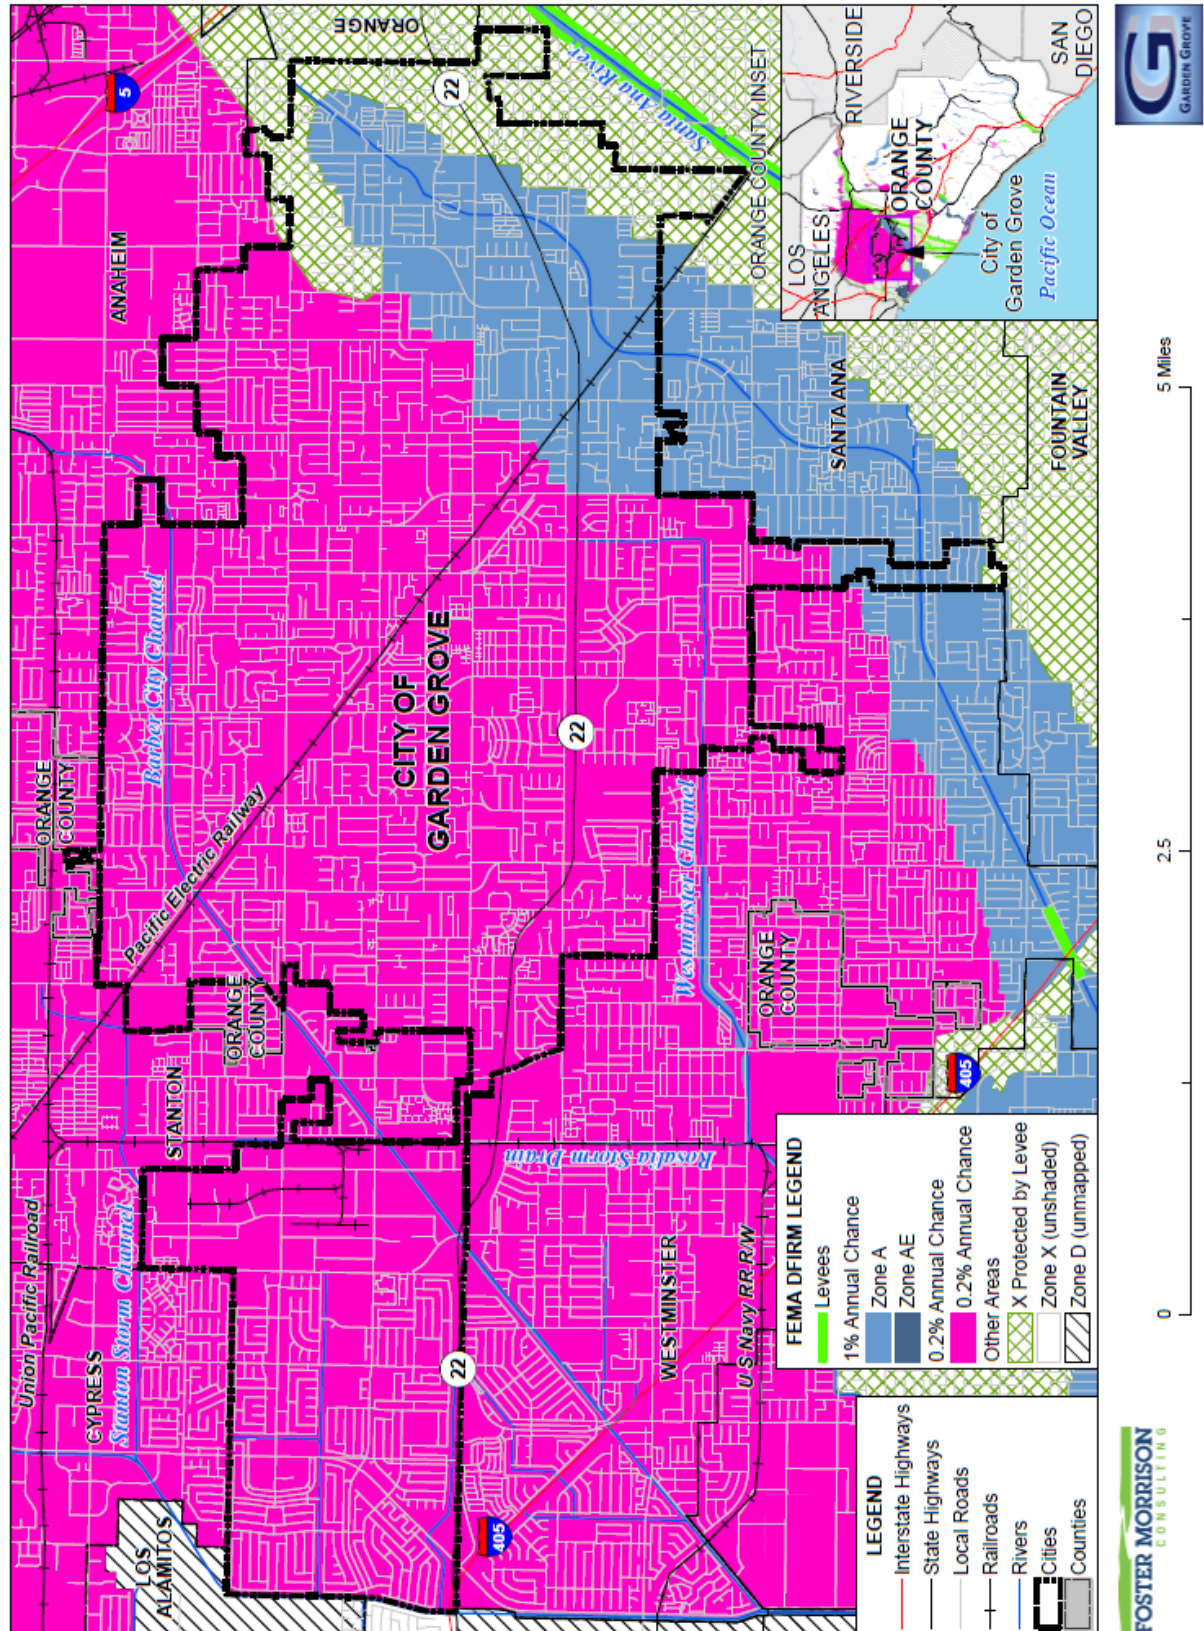 Union Pacific Railroad
CYPRESS
Stanton Storm Channel
LOS
ALAMITOS
STANTON
ORANGE
COUNTY
Pacific Electric Railway
ORANGE
COUNTY
Barber City Channel
ANAHEIM
5
ORANGE
22
Santa Ana River
CITY OF
GARDEN GROVE
22
22
405
WESTMINSTER
U S Navy RR R/W
Rosalia Storm Drain
Westminster Channel
ORANGE
COUNTY
405
SANTA ANA
FOUNTAIN
VALLEY
ORANGE COUNTY INSET
LOS
ANGELES
RIVERSIDE
ORANGE
COUNTY
SAN
DIEGO
City of
Garden Grove
Pacific Ocean
LEGEND
Interstate Highways
State Highways
Local Roads
Railroads
Rivers
Cities
Counties
FEMA DFIRM LEGEND
Levees
1% Annual Chance
Zone A
Zone AE
0.2% Annual Chance
0.2% Annual Chance
Other Areas
X Protected by Levee
Zone X (unshaded)
Zone D (unmapped)
FOSTER MORRISON
CONSULTING
0
2.5
5 Miles
G
GARDEN GROVE